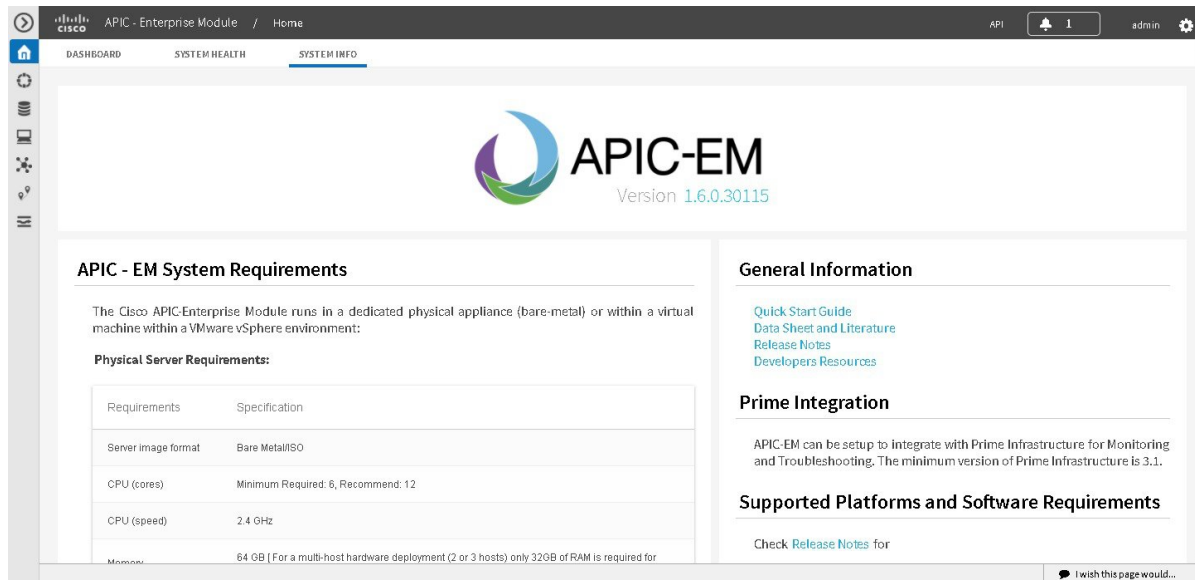 cisco APIC - Enterprise Module / Home API 1 admin
DASHBOARD SYSTEM HEALTH SYSTEM INFO
APIC-EM
Version 1.6.0.30115
APIC - EM System Requirements
The Cisco APIC-Enterprise Module runs in a dedicated physical appliance (bare-metal) or within a virtual
machine within a VMware vSphere environment:
Physical Server Requirements:
Requirements Specification
Server image format Bare Metal/ISO
CPU (cores) Minimum Required: 6, Recommend: 12
CPU (speed) 2.4 GHz
Memory 64 GB [ For a multi-host hardware deployment (2 or 3 hosts) only 32GB of RAM is required for
General Information
Quick Start Guide
Data Sheet and Literature
Release Notes
Developers Resources
Prime Integration
APIC-EM can be setup to integrate with Prime Infrastructure for Monitoring
and Troubleshooting. The minimum version of Prime Infrastructure is 3.1.
Supported Platforms and Software Requirements
Check Release Notes for
I wish this page would...